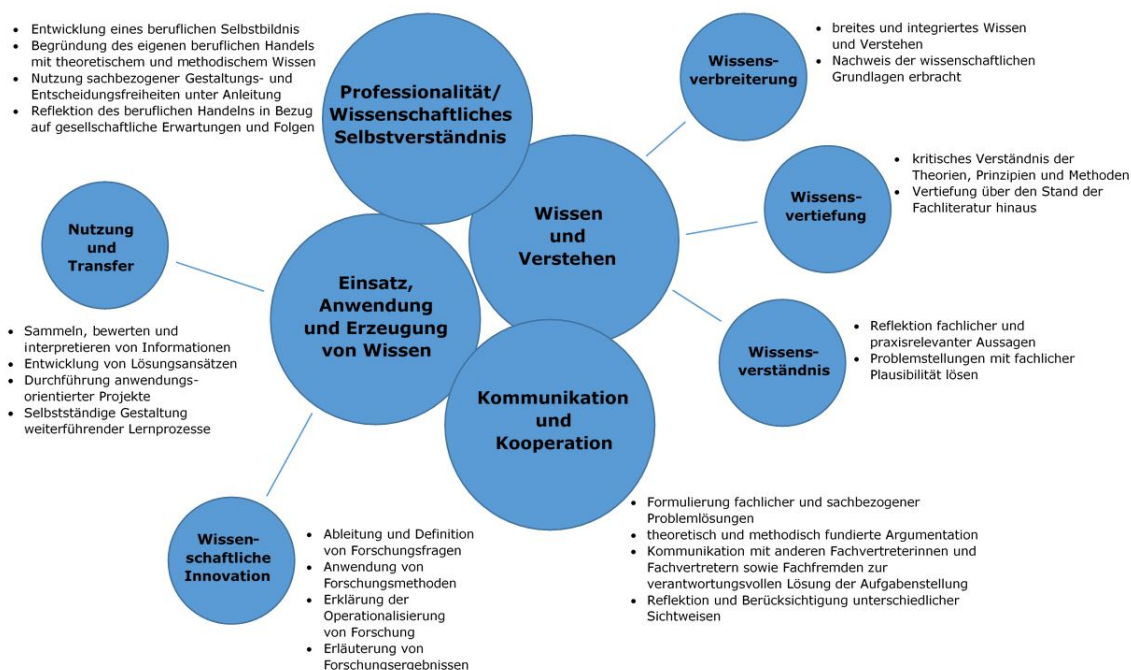 • Entwicklung eines beruflichen Selbstbildnis
• Begründung des eigenen beruflichen Handels
mit theoretischem und methodischem Wissen
• Nutzung sachbezogener Gestaltungs- und
Entscheidungsfreiheiten unter Anleitung
• Reflektion des beruflichen Handelns in Bezug
auf gesellschaftliche Erwartungen und Folgen
Professionalität/
Wissenschaftliches
Selbstverständnis
Wissens-
verbreiterung
• breites und integriertes Wissen
und Verstehen
• Nachweis der wissenschaftlichen
Grundlagen erbracht
Wissen
und
Verstehen
Wissens-
vertiefung
• kritisches Verständnis der
Theorien, Prinzipien und Methoden
• Vertiefung über den Stand der
Fachliteratur hinaus
Nutzung
und
Transfer
Einsatz,
Anwendung
und Erzeugung
von Wissen
• Sammeln, bewerten und
interpretieren von Informationen
• Entwicklung von Lösungsansätzen
• Durchführung anwendungs-
orientierter Projekte
• Selbstständige Gestaltung
weiterführender Lernprozesse
Wissens-
verständnis
• Reflektion fachlicher und
praxisrelevanter Aussagen
• Problemstellungen mit fachlicher
Plausibilität lösen
Kommunikation
und
Kooperation
• Formulierung fachlicher und sachbezogener
Problemlösungen
• theoretisch und methodisch fundierte Argumentation
• Kommunikation mit anderen Fachvertreterinnen und
Fachvertretern sowie Fachfremden zur
verantwortungsvollen Lösung der Aufgabenstellung
• Reflektion und Berücksichtigung unterschiedlicher
Sichtweisen
Wissen-
schaftliche
Innovation
• Ableitung und Definition
von Forschungsfragen
• Anwendung von
Forschungsmethoden
• Erklärung der
Operationalisierung
von Forschung
• Erläuterung von
Forschungsergebnissen